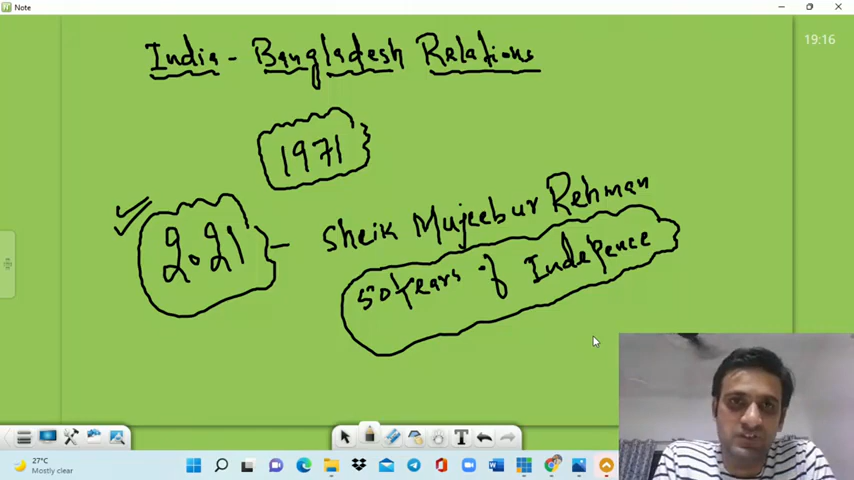 Note
19:16
India - Bangladesh Relations
1971
2021 - Sheik Mujeebur Rehman
50 Years of Indepence
27°C
Mostly clear